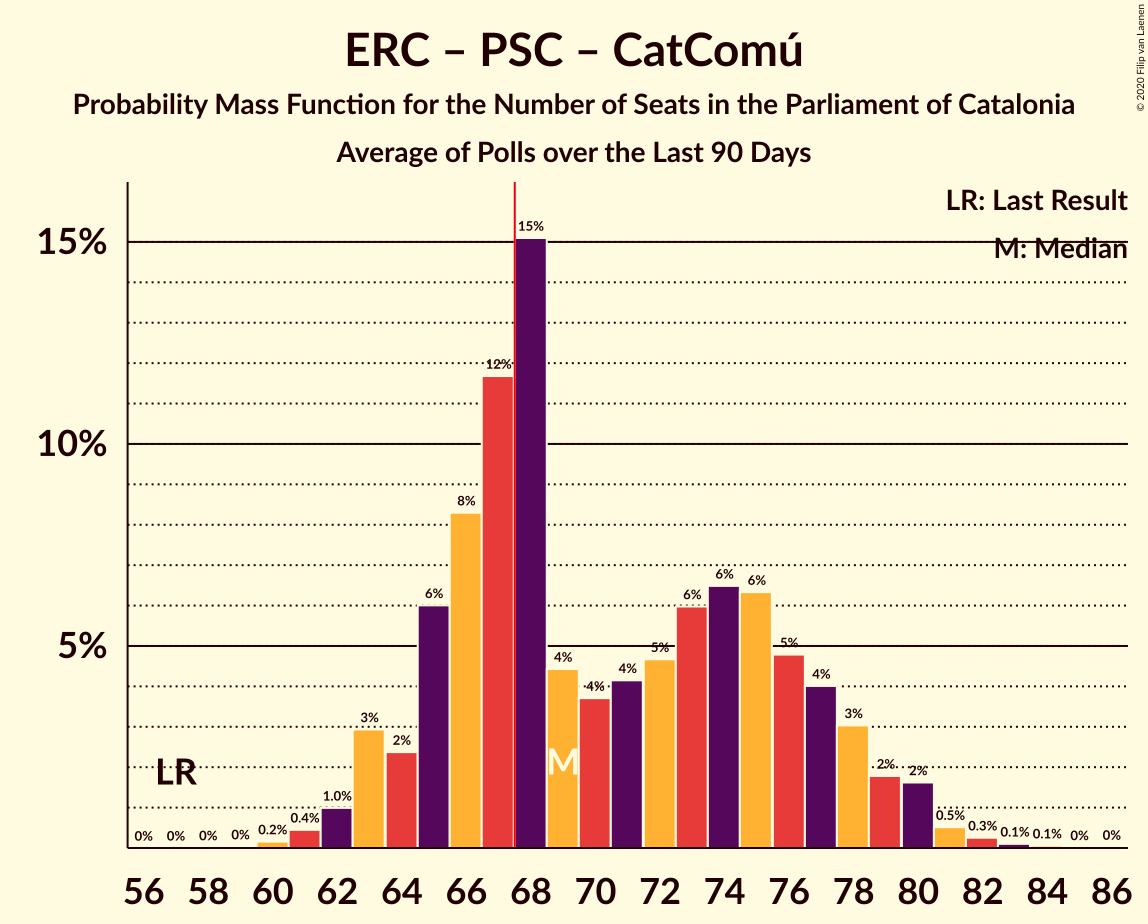 ERC – PSC – CatComú
Probability Mass Function for the Number of Seats in the Parliament of Catalonia
Average of Polls over the Last 90 Days
© 2020 Filip van Laenen
LR: Last Result
M: Median
15%
10%
5%
0% 0% 0% 0% 0.2% 0.4% 1.0% 3% 2% 6% 8% 12% 15% 4% 4% 4% 5% 6% 6% 6% 5% 4% 3% 2% 2% 0.5% 0.3% 0.1% 0.1% 0% 0%
LR
M
56 58 60 62 64 66 68 70 72 74 76 78 80 82 84 86